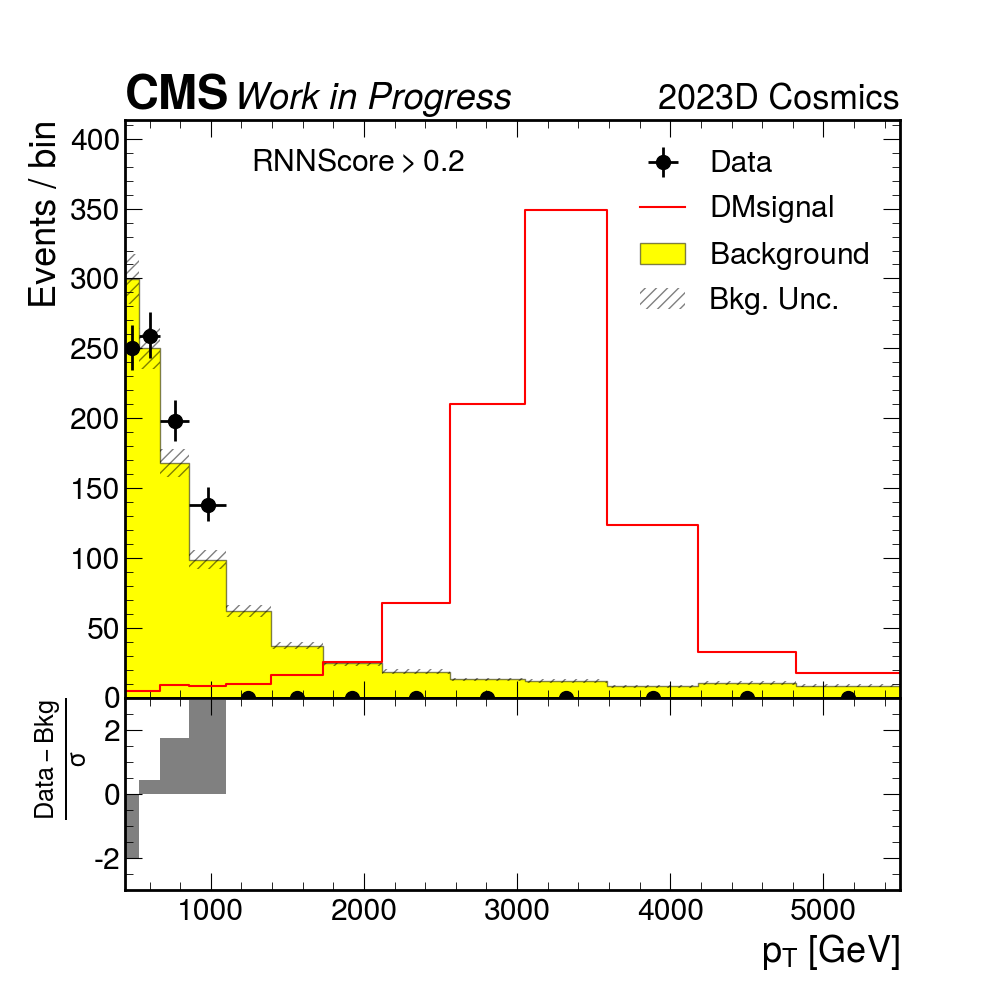 CMS Work in Progress 2023D Cosmics
Events / bin
400
350
300
250
200
150
100
50
0
RNNScore > 0.2
Data
DMsignal
Background
Bkg. Unc.
Data – Bkg
σ
2
0
-2
1000 2000 3000 4000 5000
pT [GeV]